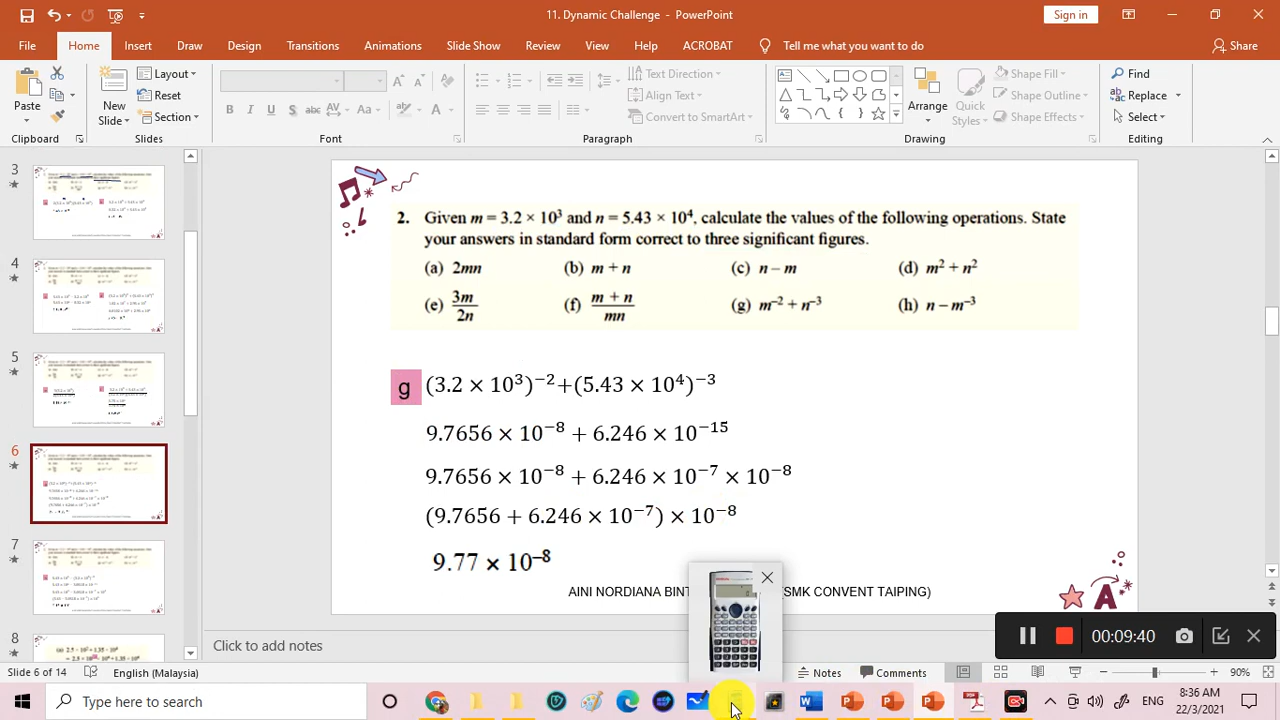 11. Dynamic Challenge - PowerPoint
Sign in
File Home Insert Draw Design Transitions Animations Slide Show Review View Help ACROBAT Tell me what you want to do Share
Paste
Clipboard
New Slide
Layout
Reset
Section
Slides
B I U S abc AV Aa A
Font
Text Direction
Align Text
Convert to SmartArt
Paragraph
Arrange
Quick Styles
Shape Fill
Shape Outline
Shape Effects
Drawing
Find
Replace
Select
Editing
3
4
5
6
7
8
2. Given m = 3.2 × 10³ and n = 5.43 × 10⁴, calculate the values of the following operations. State
your answers in standard form correct to three significant figures.
(a) 2mn (b) m + n (c) n – m (d) m² + n²
(e) 3m/2n (f) (m + n)/mn (g) m⁻² + n⁻³ (h) n – m⁻³
g (3.2 × 10³)⁻²+(5.43 × 10⁴)⁻³
9.7656 × 10⁻⁸ + 6.246 × 10⁻¹⁵
9.7656 × 10⁻⁸ + 6.246 × 10⁻⁷ × 10⁻⁸
(9.7656 + 6.246 × 10⁻⁷) × 10⁻⁸
9.77 × 10⁻⁸
AINI NORDIANA BINT SMK CONVENT TAIPING)
A
Click to add notes
00:09:40
of 14 English (Malaysia) Notes Comments 90%
Type here to search
ENG
8:36 AM
22/3/2021